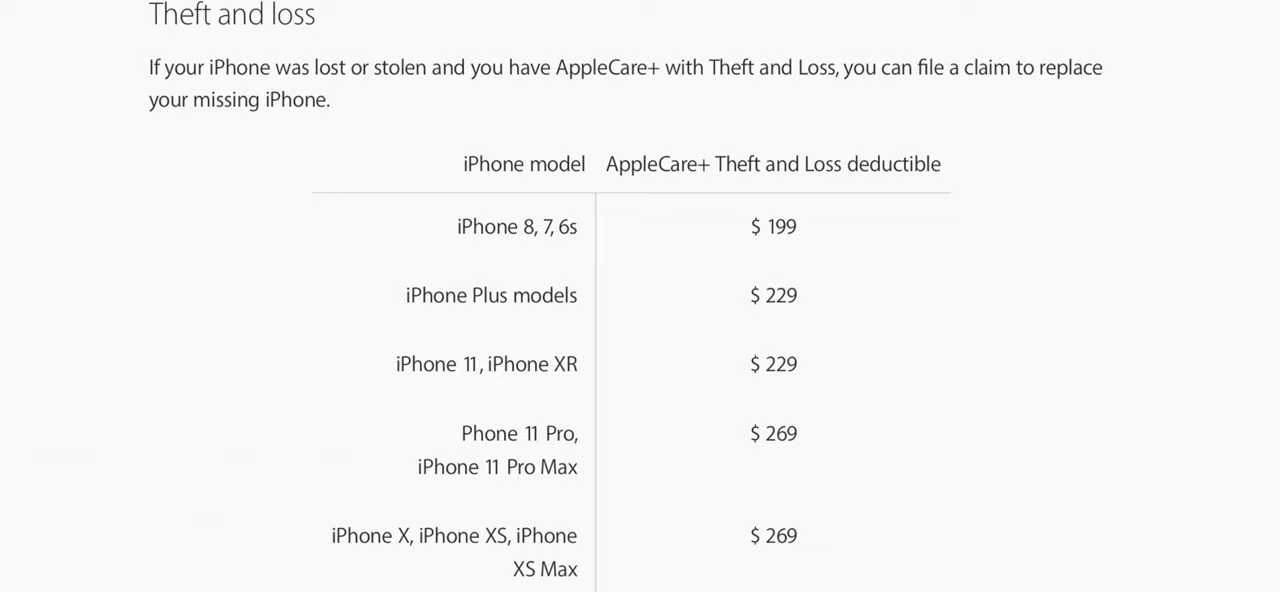 Theft and loss
If your iPhone was lost or stolen and you have AppleCare+ with Theft and Loss, you can file a claim to replace
your missing iPhone.
iPhone model AppleCare+ Theft and Loss deductible
iPhone 8, 7, 6s $ 199
iPhone Plus models $ 229
iPhone 11, iPhone XR $ 229
Phone 11 Pro, $ 269
iPhone 11 Pro Max
iPhone X, iPhone XS, iPhone $ 269
XS Max